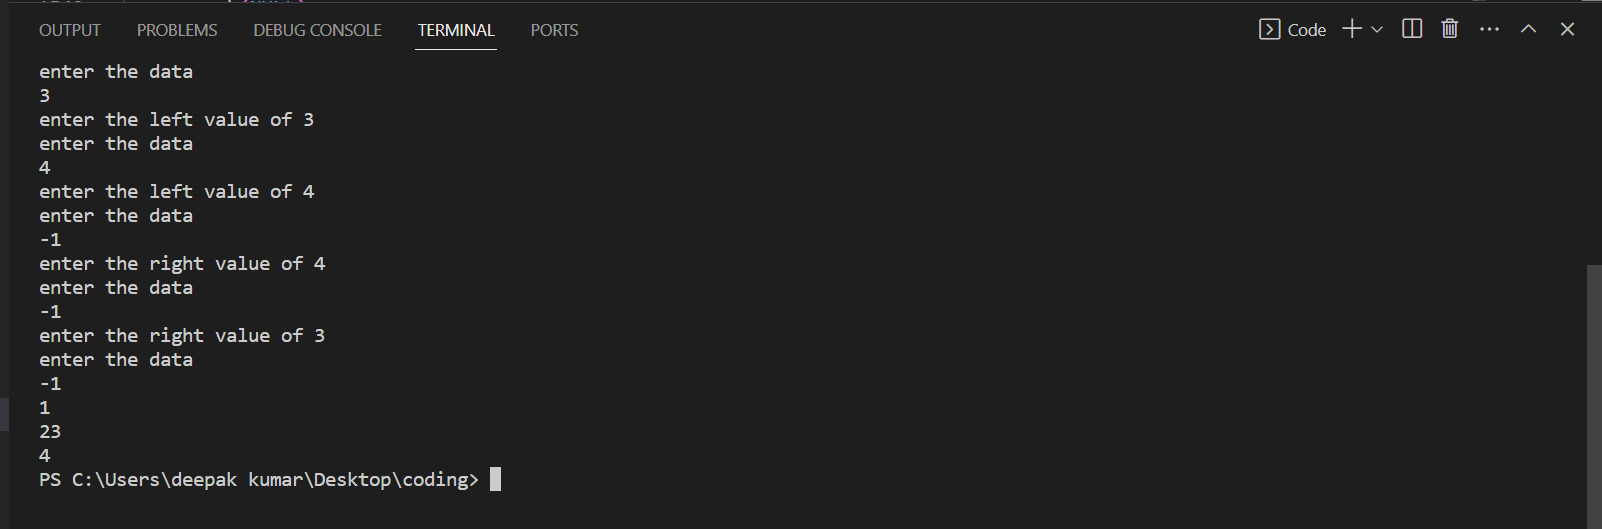 OUTPUT PROBLEMS DEBUG CONSOLE TERMINAL PORTS Code
enter the data
3
enter the left value of 3
enter the data
4
enter the left value of 4
enter the data
-1
enter the right value of 4
enter the data
-1
enter the right value of 3
enter the data
-1
1
23
4
PS C:\Users\deepak kumar\Desktop\coding>